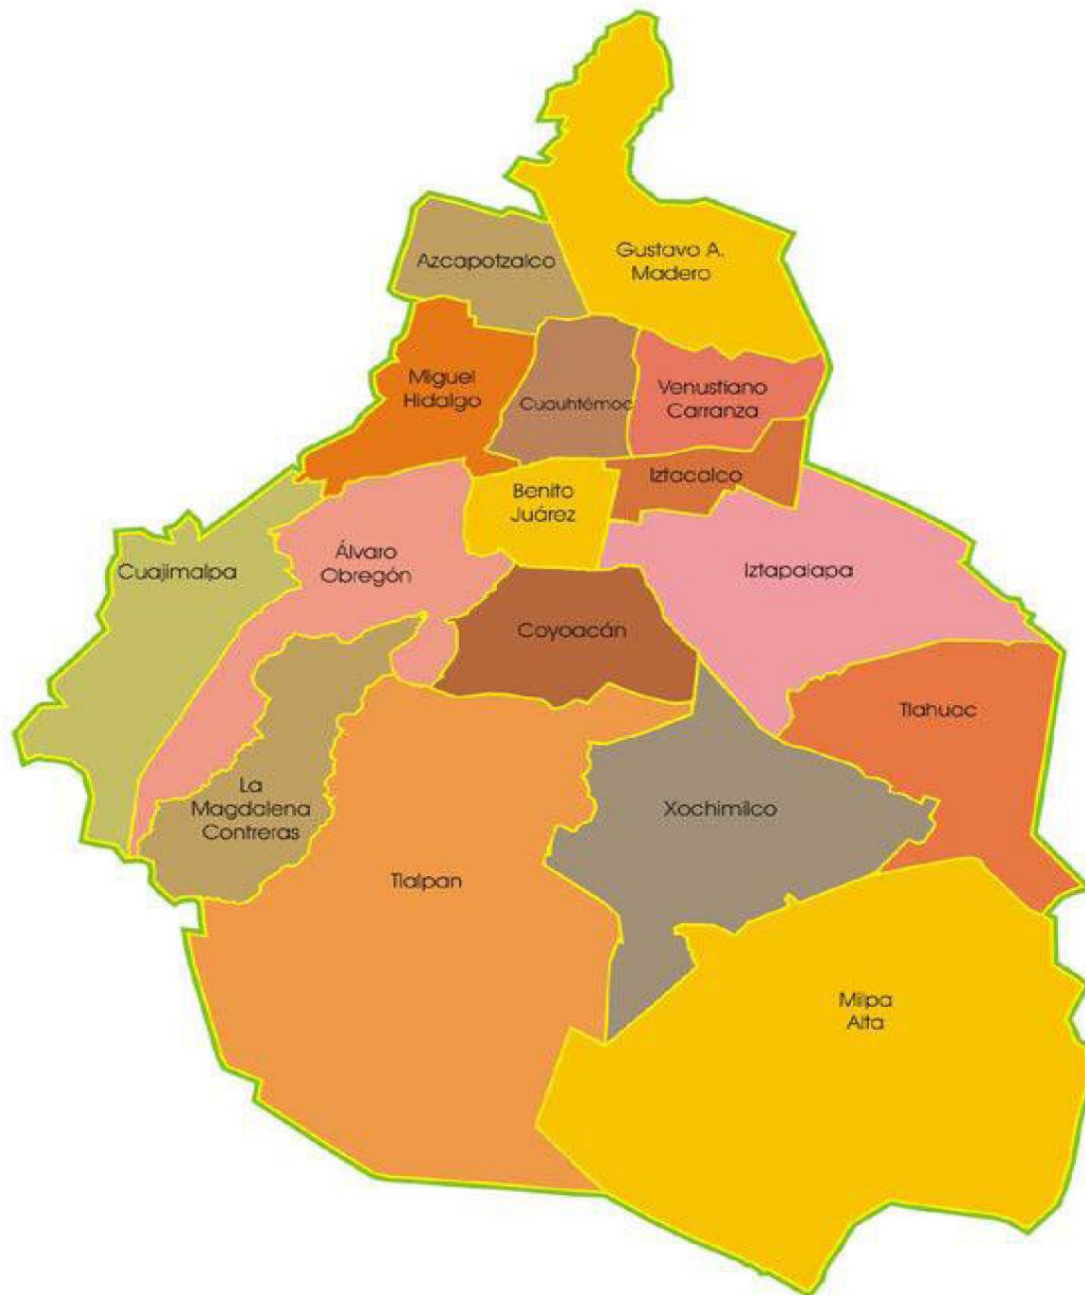 Azcapotzalco
Gustavo A.
Madero
Miguel
Hidalgo
Cuauhtémoc
Venustiano
Carranza
Iztacalco
Benito
Juárez
Cuajimalpa
Álvaro
Obregón
Iztapalapa
Coyoacán
Tlahuac
La
Magdalena
Contreras
Xochimilco
Tlalpan
Milpa
Alta